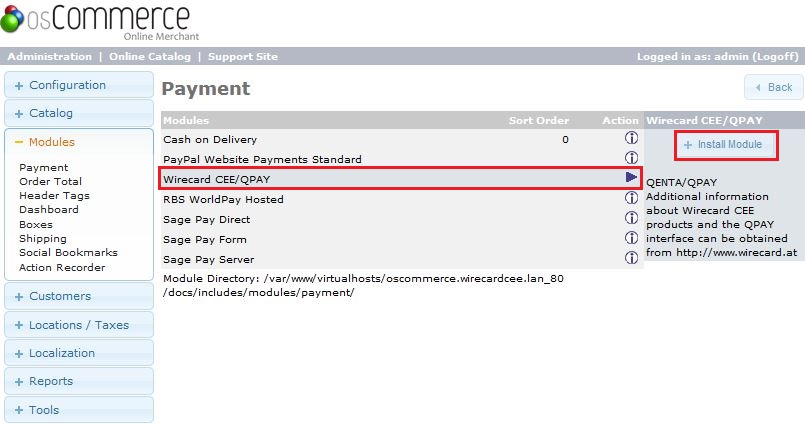 osCommerce
Online Merchant
Administration | Online Catalog | Support Site
Logged in as: admin (Logoff)
+ Configuration
+ Catalog
− Modules
Payment
Order Total
Header Tags
Dashboard
Boxes
Shipping
Social Bookmarks
Action Recorder
+ Customers
+ Locations / Taxes
+ Localization
+ Reports
+ Tools
Payment
Back
Modules Sort Order Action
Cash on Delivery 0
PayPal Website Payments Standard
Wirecard CEE/QPAY
RBS WorldPay Hosted
Sage Pay Direct
Sage Pay Form
Sage Pay Server
Module Directory: /var/www/virtualhosts/oscommerce.wirecardcee.lan_80
/docs/includes/modules/payment/
Wirecard CEE/QPAY
+ Install Module
QENTA/QPAY
Additional information
about Wirecard CEE
products and the QPAY
interface can be obtained
from http://www.wirecard.at